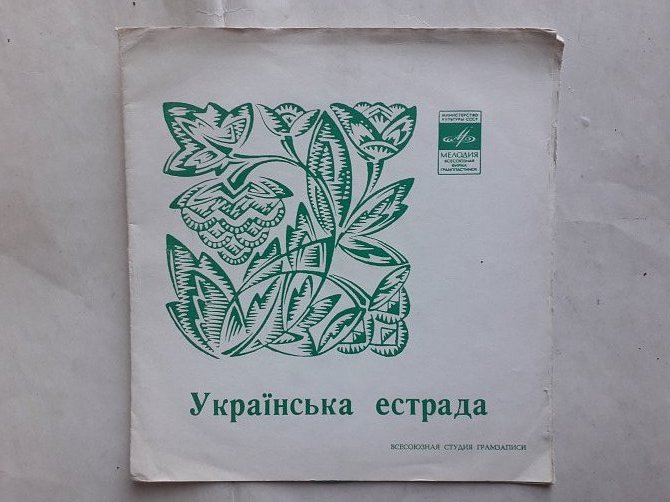 МИНИСТЕРСТВО
КУЛЬТУРЫ СССР
МЕЛОДИЯ
ВСЕСОЮЗНАЯ
ФИРМА
ГРАМПЛАСТИНОК
Українська естрада
ВСЕСОЮЗНАЯ СТУДИЯ ГРАМЗАПИСИ